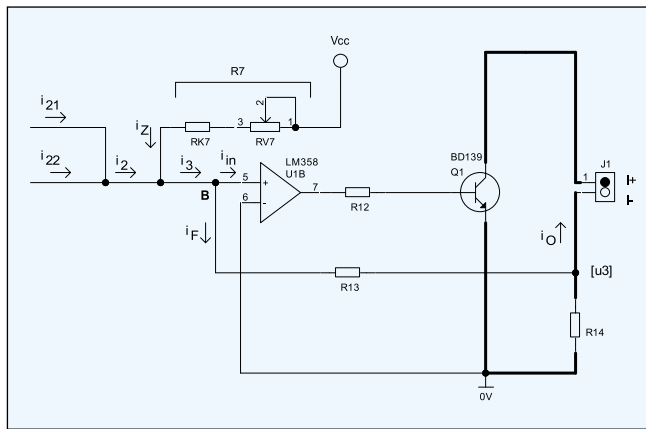 Vcc
R7
i21
iZ
2
3
1
RK7
RV7
i22
i2
i3
iin
LM358
U1B
BD139
Q1
J1
5
+
6
-
7
1
I+
I-
B
R12
iF
iO
[u3]
R13
R14
0V